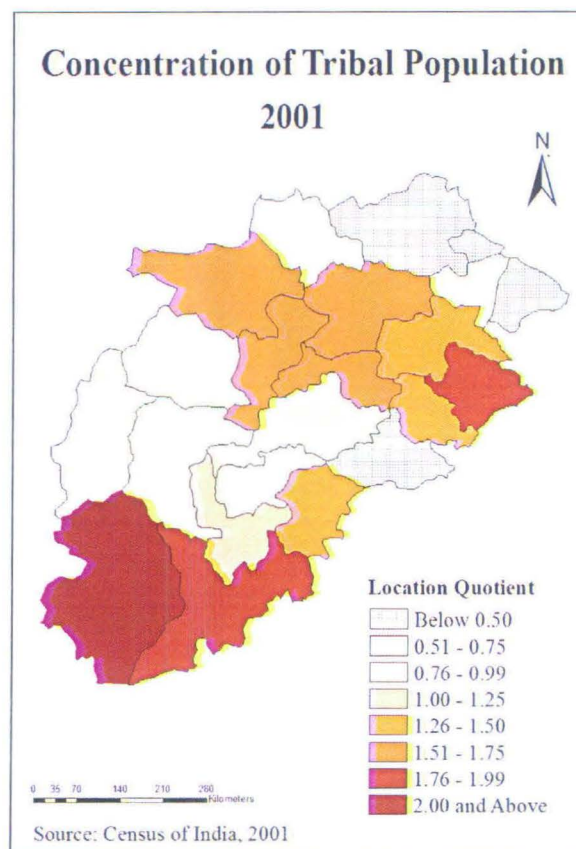 Concentration of Tribal Population
2001
N
Location Quotient
Below 0.50
0.51 - 0.75
0.76 - 0.99
1.00 - 1.25
1.26 - 1.50
1.51 - 1.75
1.76 - 1.99
2.00 and Above
0 35 70 140 210 280
Kilometers
Source: Census of India, 2001